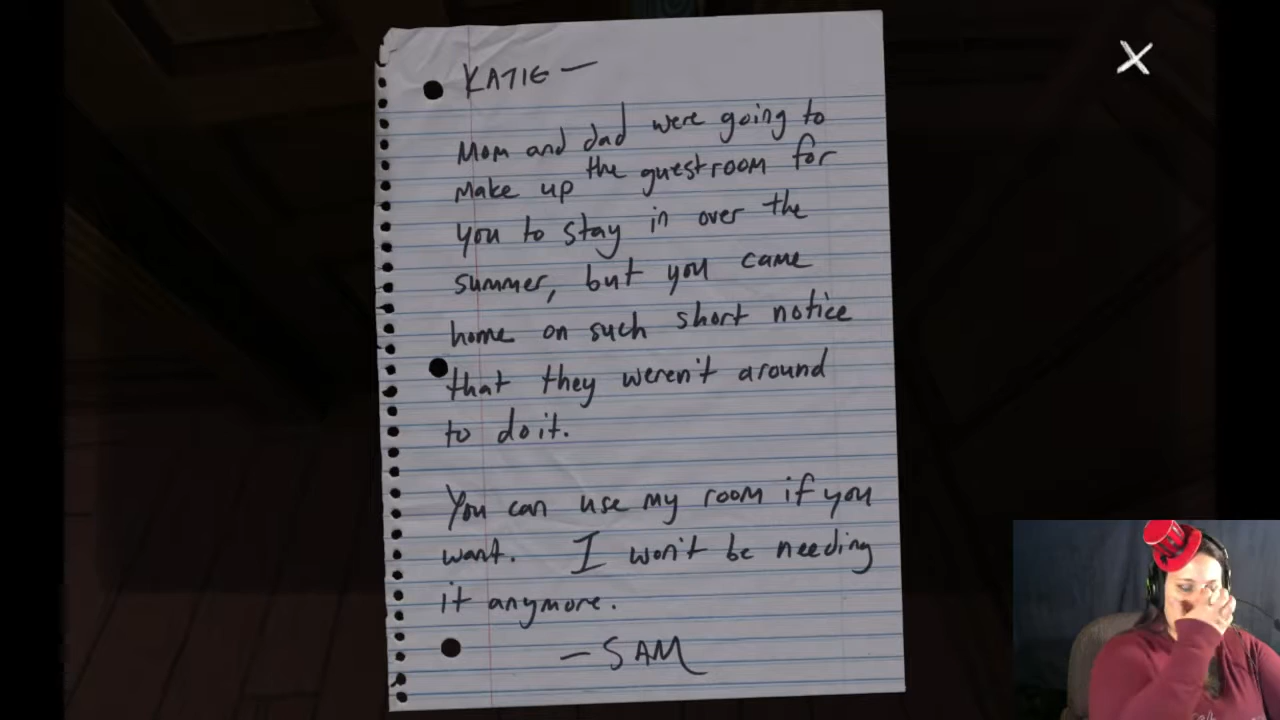 KATIE —
Mom and dad were going to
make up the guestroom for
you to stay in over the
summer, but you came
home on such short notice
that they weren't around
to do it.
You can use my room if you
want. I won't be needing
it anymore.
— SAM